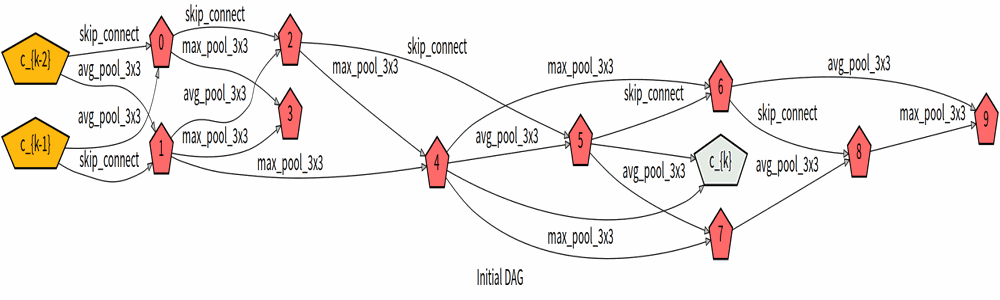 c_{k-2}
c_{k-1}
skip_connect
avg_pool_3x3
avg_pool_3x3
skip_connect
0
1
skip_connect
max_pool_3x3
avg_pool_3x3
max_pool_3x3
max_pool_3x3
2
3
skip_connect
max_pool_3x3
4
avg_pool_3x3
max_pool_3x3
max_pool_3x3
5
skip_connect
avg_pool_3x3
6
c_{k}
7
avg_pool_3x3
skip_connect
avg_pool_3x3
8
max_pool_3x3
9
Initial DAG